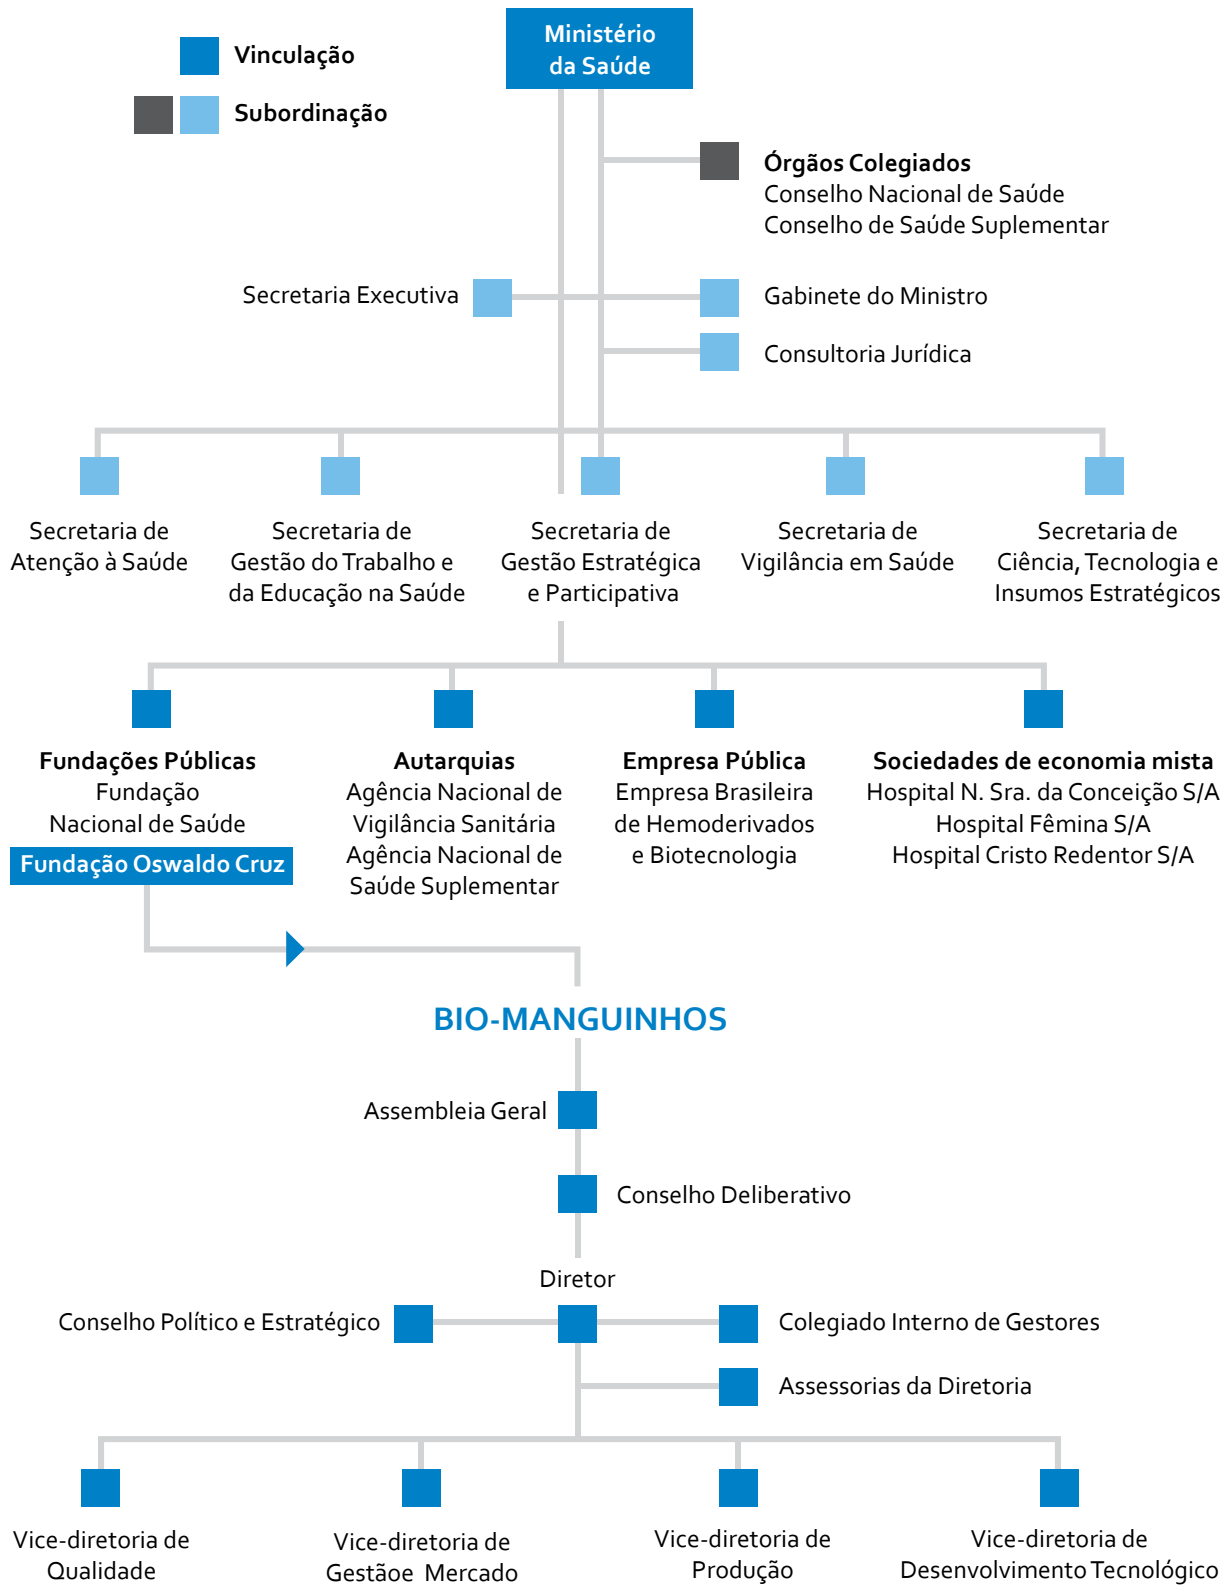 Ministério
da Saúde
Vinculação
Subordinação
Órgãos Colegiados
Conselho Nacional de Saúde
Conselho de Saúde Suplementar
Secretaria Executiva
Gabinete do Ministro
Consultoria Jurídica
Secretaria de
Atenção à Saúde
Secretaria de
Gestão do Trabalho e
da Educação na Saúde
Secretaria de
Gestão Estratégica
e Participativa
Secretaria de
Vigilância em Saúde
Secretaria de
Ciência, Tecnologia e
Insumos Estratégicos
Fundações Públicas
Fundação
Nacional de Saúde
Fundação Oswaldo Cruz
Autarquias
Agência Nacional de
Vigilância Sanitária
Agência Nacional de
Saúde Suplementar
Empresa Pública
Empresa Brasileira
de Hemoderivados
e Biotecnologia
Sociedades de economia mista
Hospital N. Sra. da Conceição S/A
Hospital Fêmina S/A
Hospital Cristo Redentor S/A
BIO-MANGUINHOS
Assembleia Geral
Conselho Deliberativo
Diretor
Conselho Político e Estratégico
Colegiado Interno de Gestores
Assessorias da Diretoria
Vice-diretoria de
Qualidade
Vice-diretoria de
Gestãoe Mercado
Vice-diretoria de
Produção
Vice-diretoria de
Desenvolvimento Tecnológico